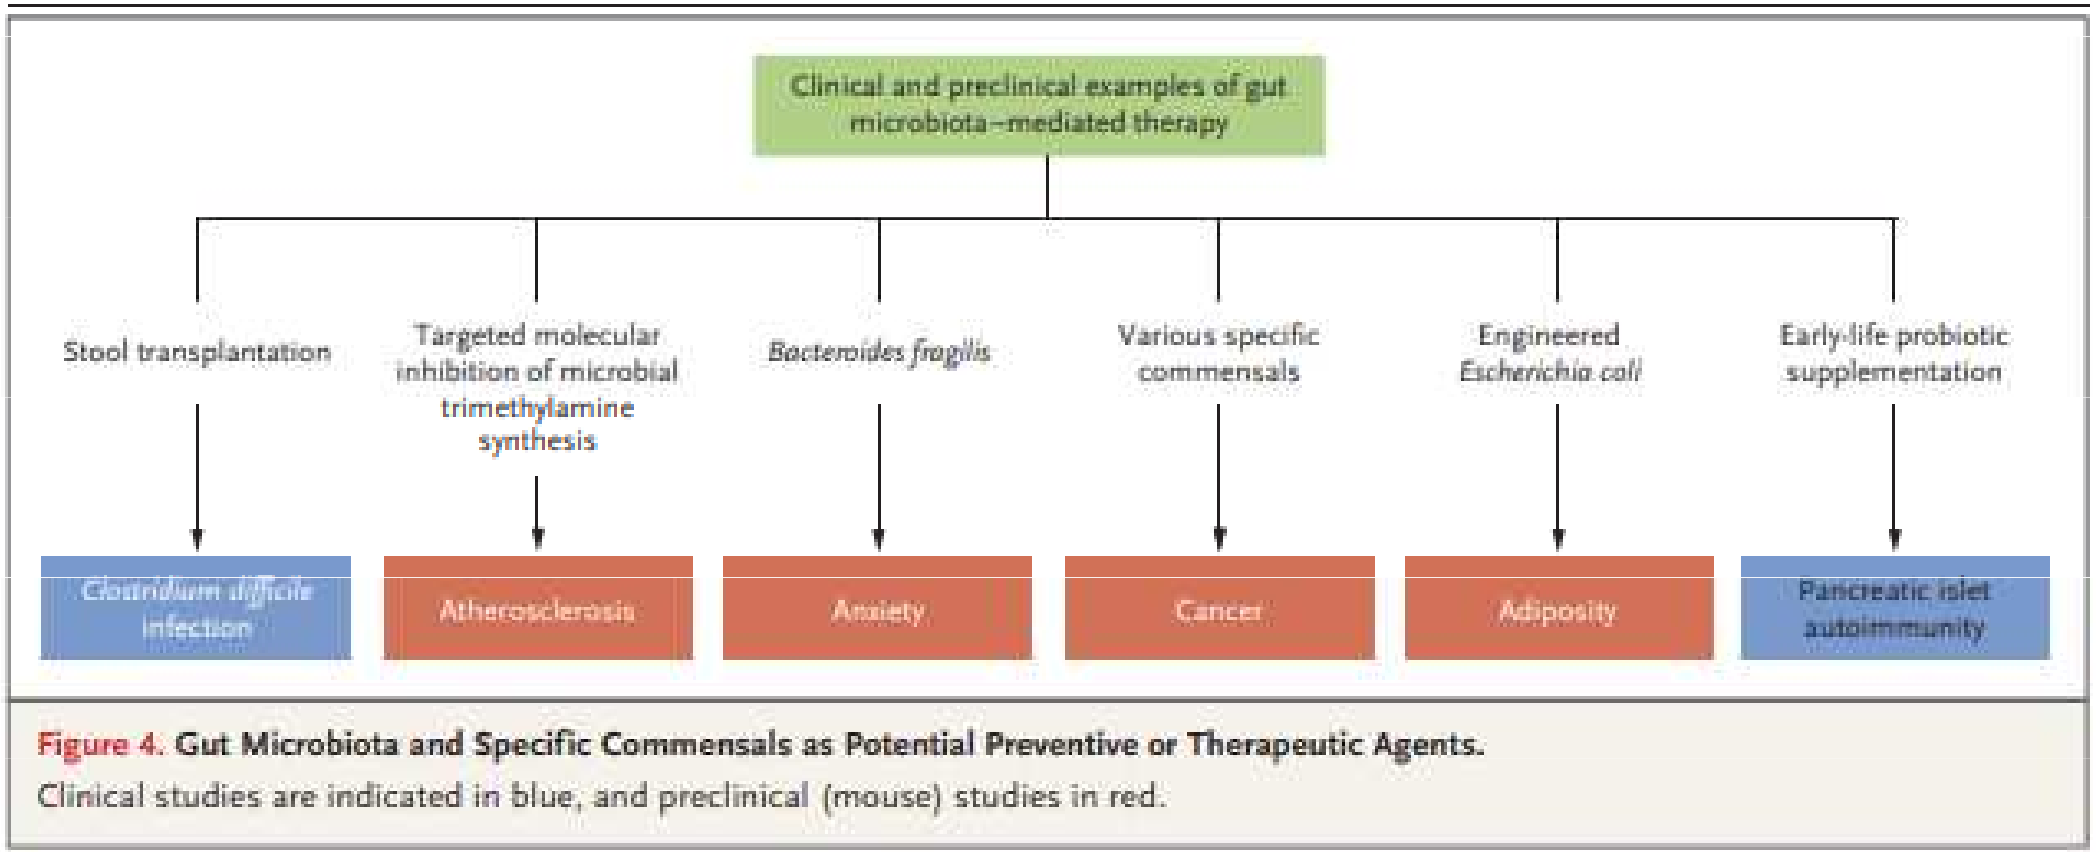 Clinical and preclinical examples of gut
microbiota–mediated therapy
Stool transplantation
Targeted molecular
inhibition of microbial
trimethylamine
synthesis
Bacteroides fragilis
Various specific
commensals
Engineered
Escherichia coli
Early-life probiotic
supplementation
Clostridium difficile
infection
Atherosclerosis
Anxiety
Cancer
Adiposity
Pancreatic islet
autoimmunity
Figure 4. Gut Microbiota and Specific Commensals as Potential Preventive or Therapeutic Agents.
Clinical studies are indicated in blue, and preclinical (mouse) studies in red.